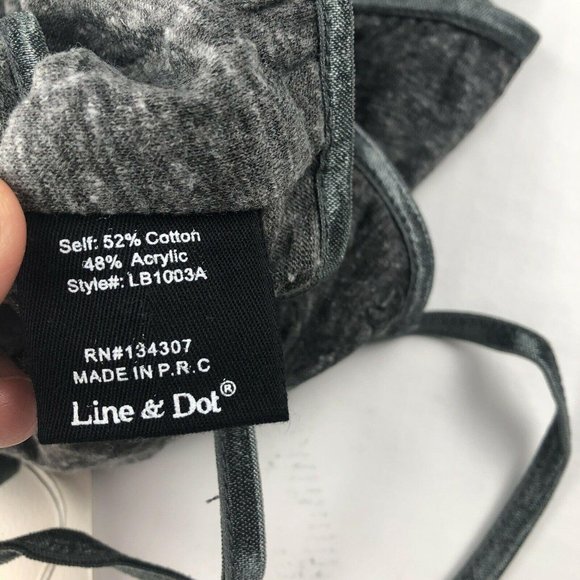 Self: 52% Cotton
48% Acrylic
Style#: LB1003A
RN#134307
MADE IN P.R.C
Line & Dot®